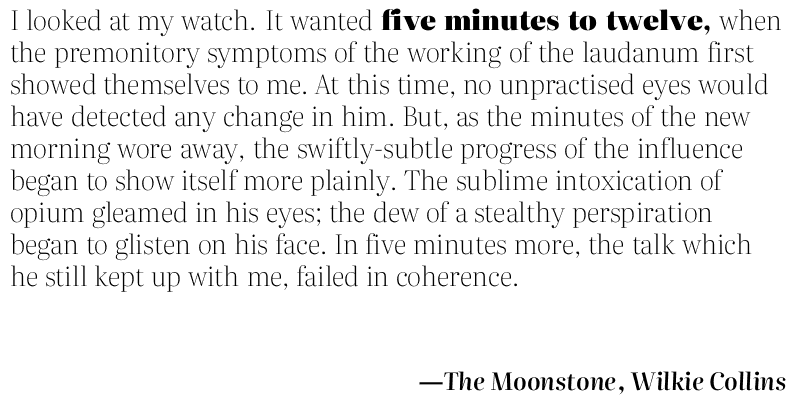 I looked at my watch. It wanted five minutes to twelve, when
the premonitory symptoms of the working of the laudanum first
showed themselves to me. At this time, no unpractised eyes would
have detected any change in him. But, as the minutes of the new
morning wore away, the swiftly-subtle progress of the influence
began to show itself more plainly. The sublime intoxication of
opium gleamed in his eyes; the dew of a stealthy perspiration
began to glisten on his face. In five minutes more, the talk which
he still kept up with me, failed in coherence.
—The Moonstone, Wilkie Collins